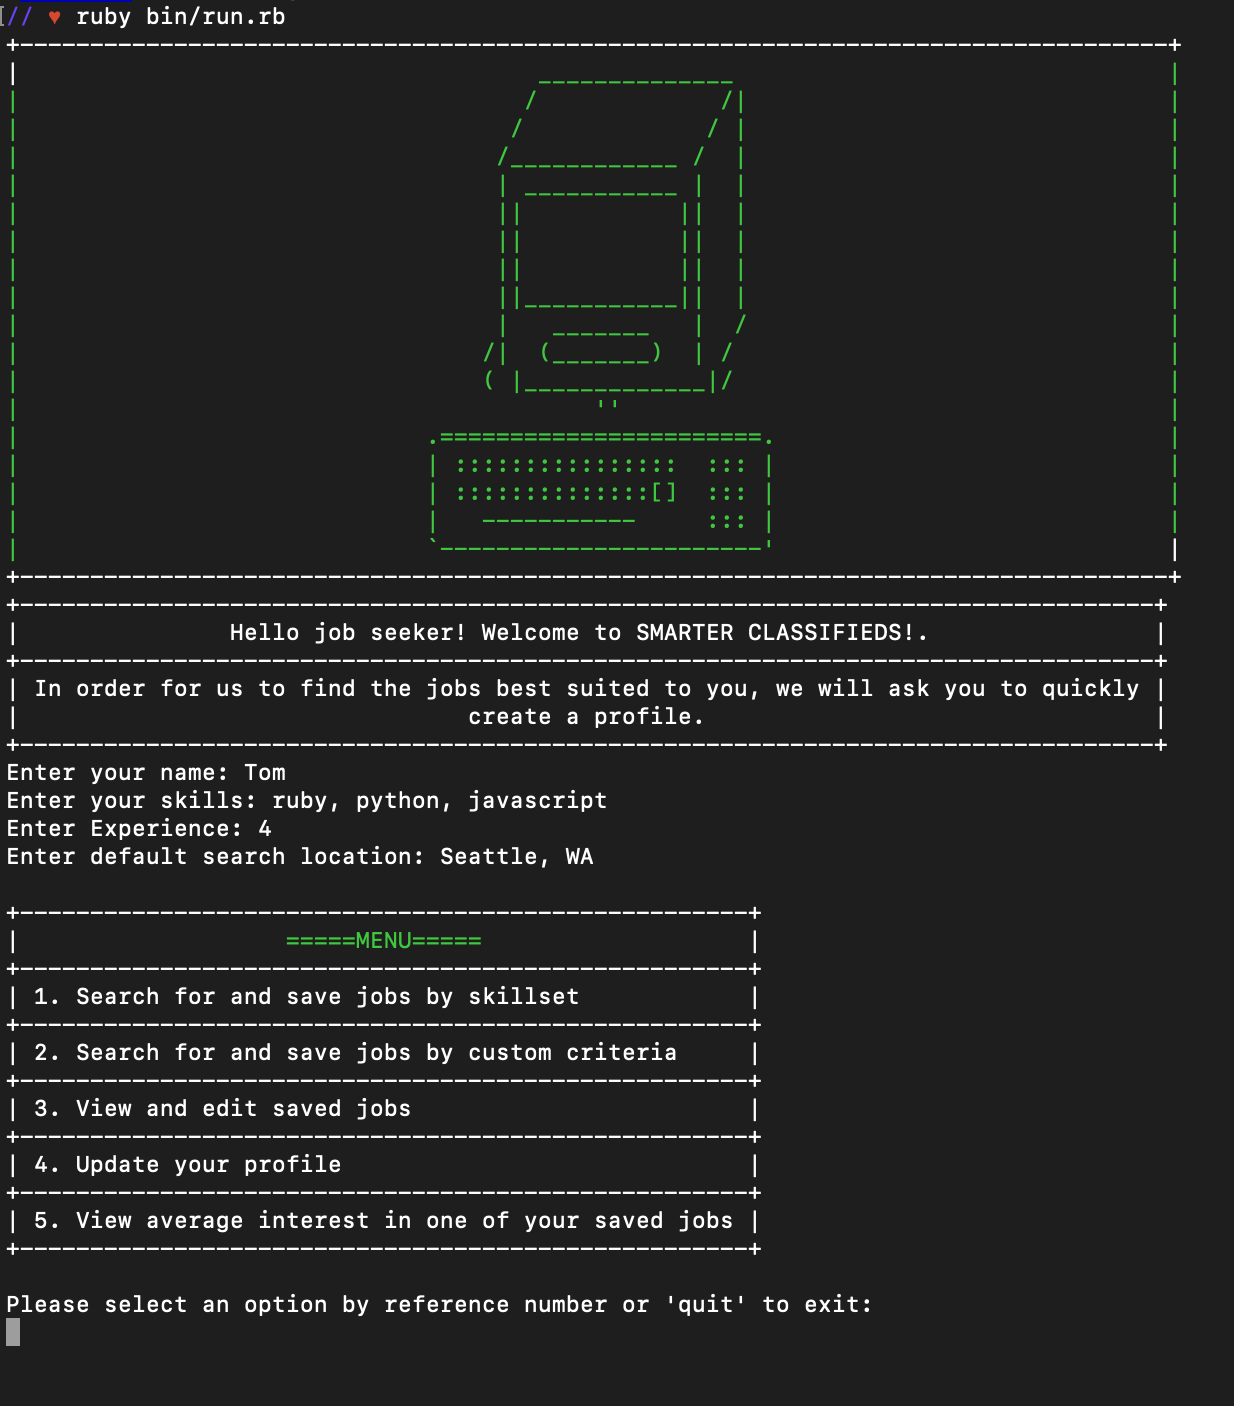 // ♥ ruby bin/run.rb
Hello job seeker! Welcome to SMARTER CLASSIFIEDS!.
In order for us to find the jobs best suited to you, we will ask you to quickly
create a profile.
Enter your name: Tom
Enter your skills: ruby, python, javascript
Enter Experience: 4
Enter default search location: Seattle, WA
=====MENU=====
1. Search for and save jobs by skillset
2. Search for and save jobs by custom criteria
3. View and edit saved jobs
4. Update your profile
5. View average interest in one of your saved jobs
Please select an option by reference number or 'quit' to exit: